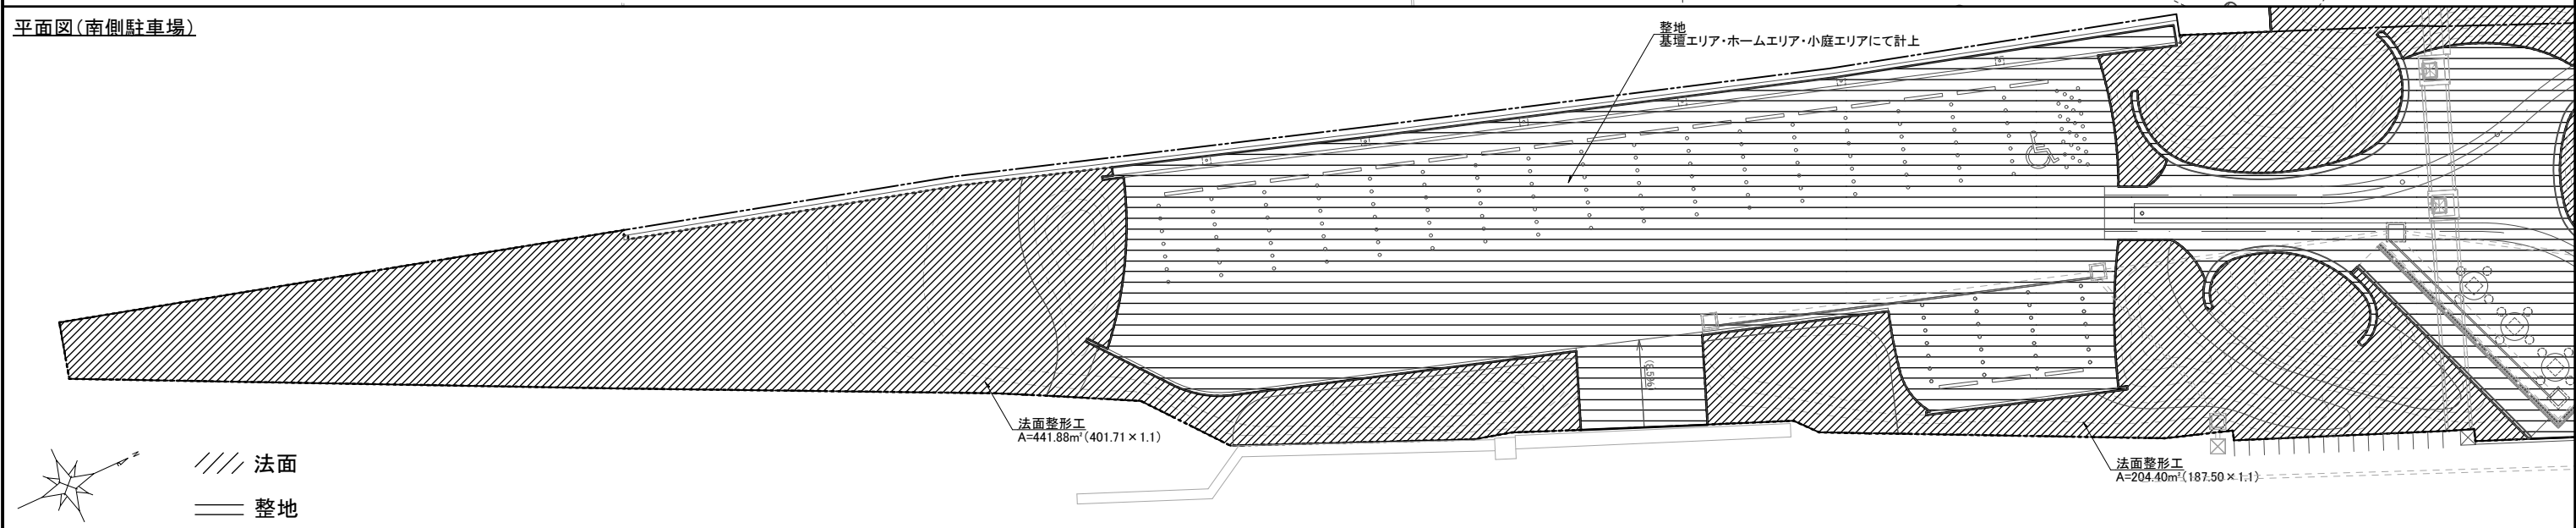 平面図(南側駐車場)
整地
基壇エリア・ホームエリア・小庭エリアにて計上
法面整形工
A=441.88㎡(401.71×1.1)
法面整形工
A=204.40㎡(187.50×1.1)
法面
整地